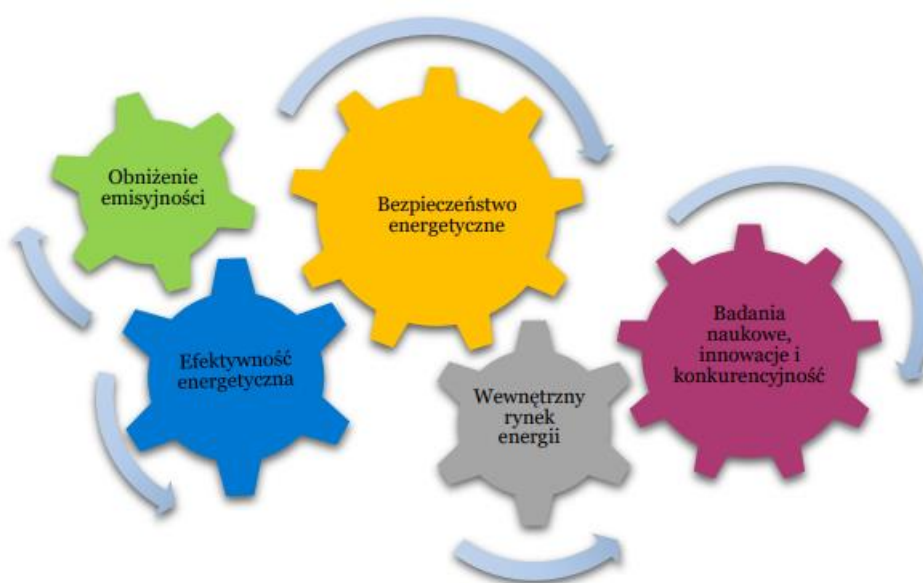 Obniżenie
emisyjności
Bezpieczeństwo
energetyczne
Efektywność
energetyczna
Wewnętrzny
rynek
energii
Badania
naukowe,
innowacje i
konkurencyjność